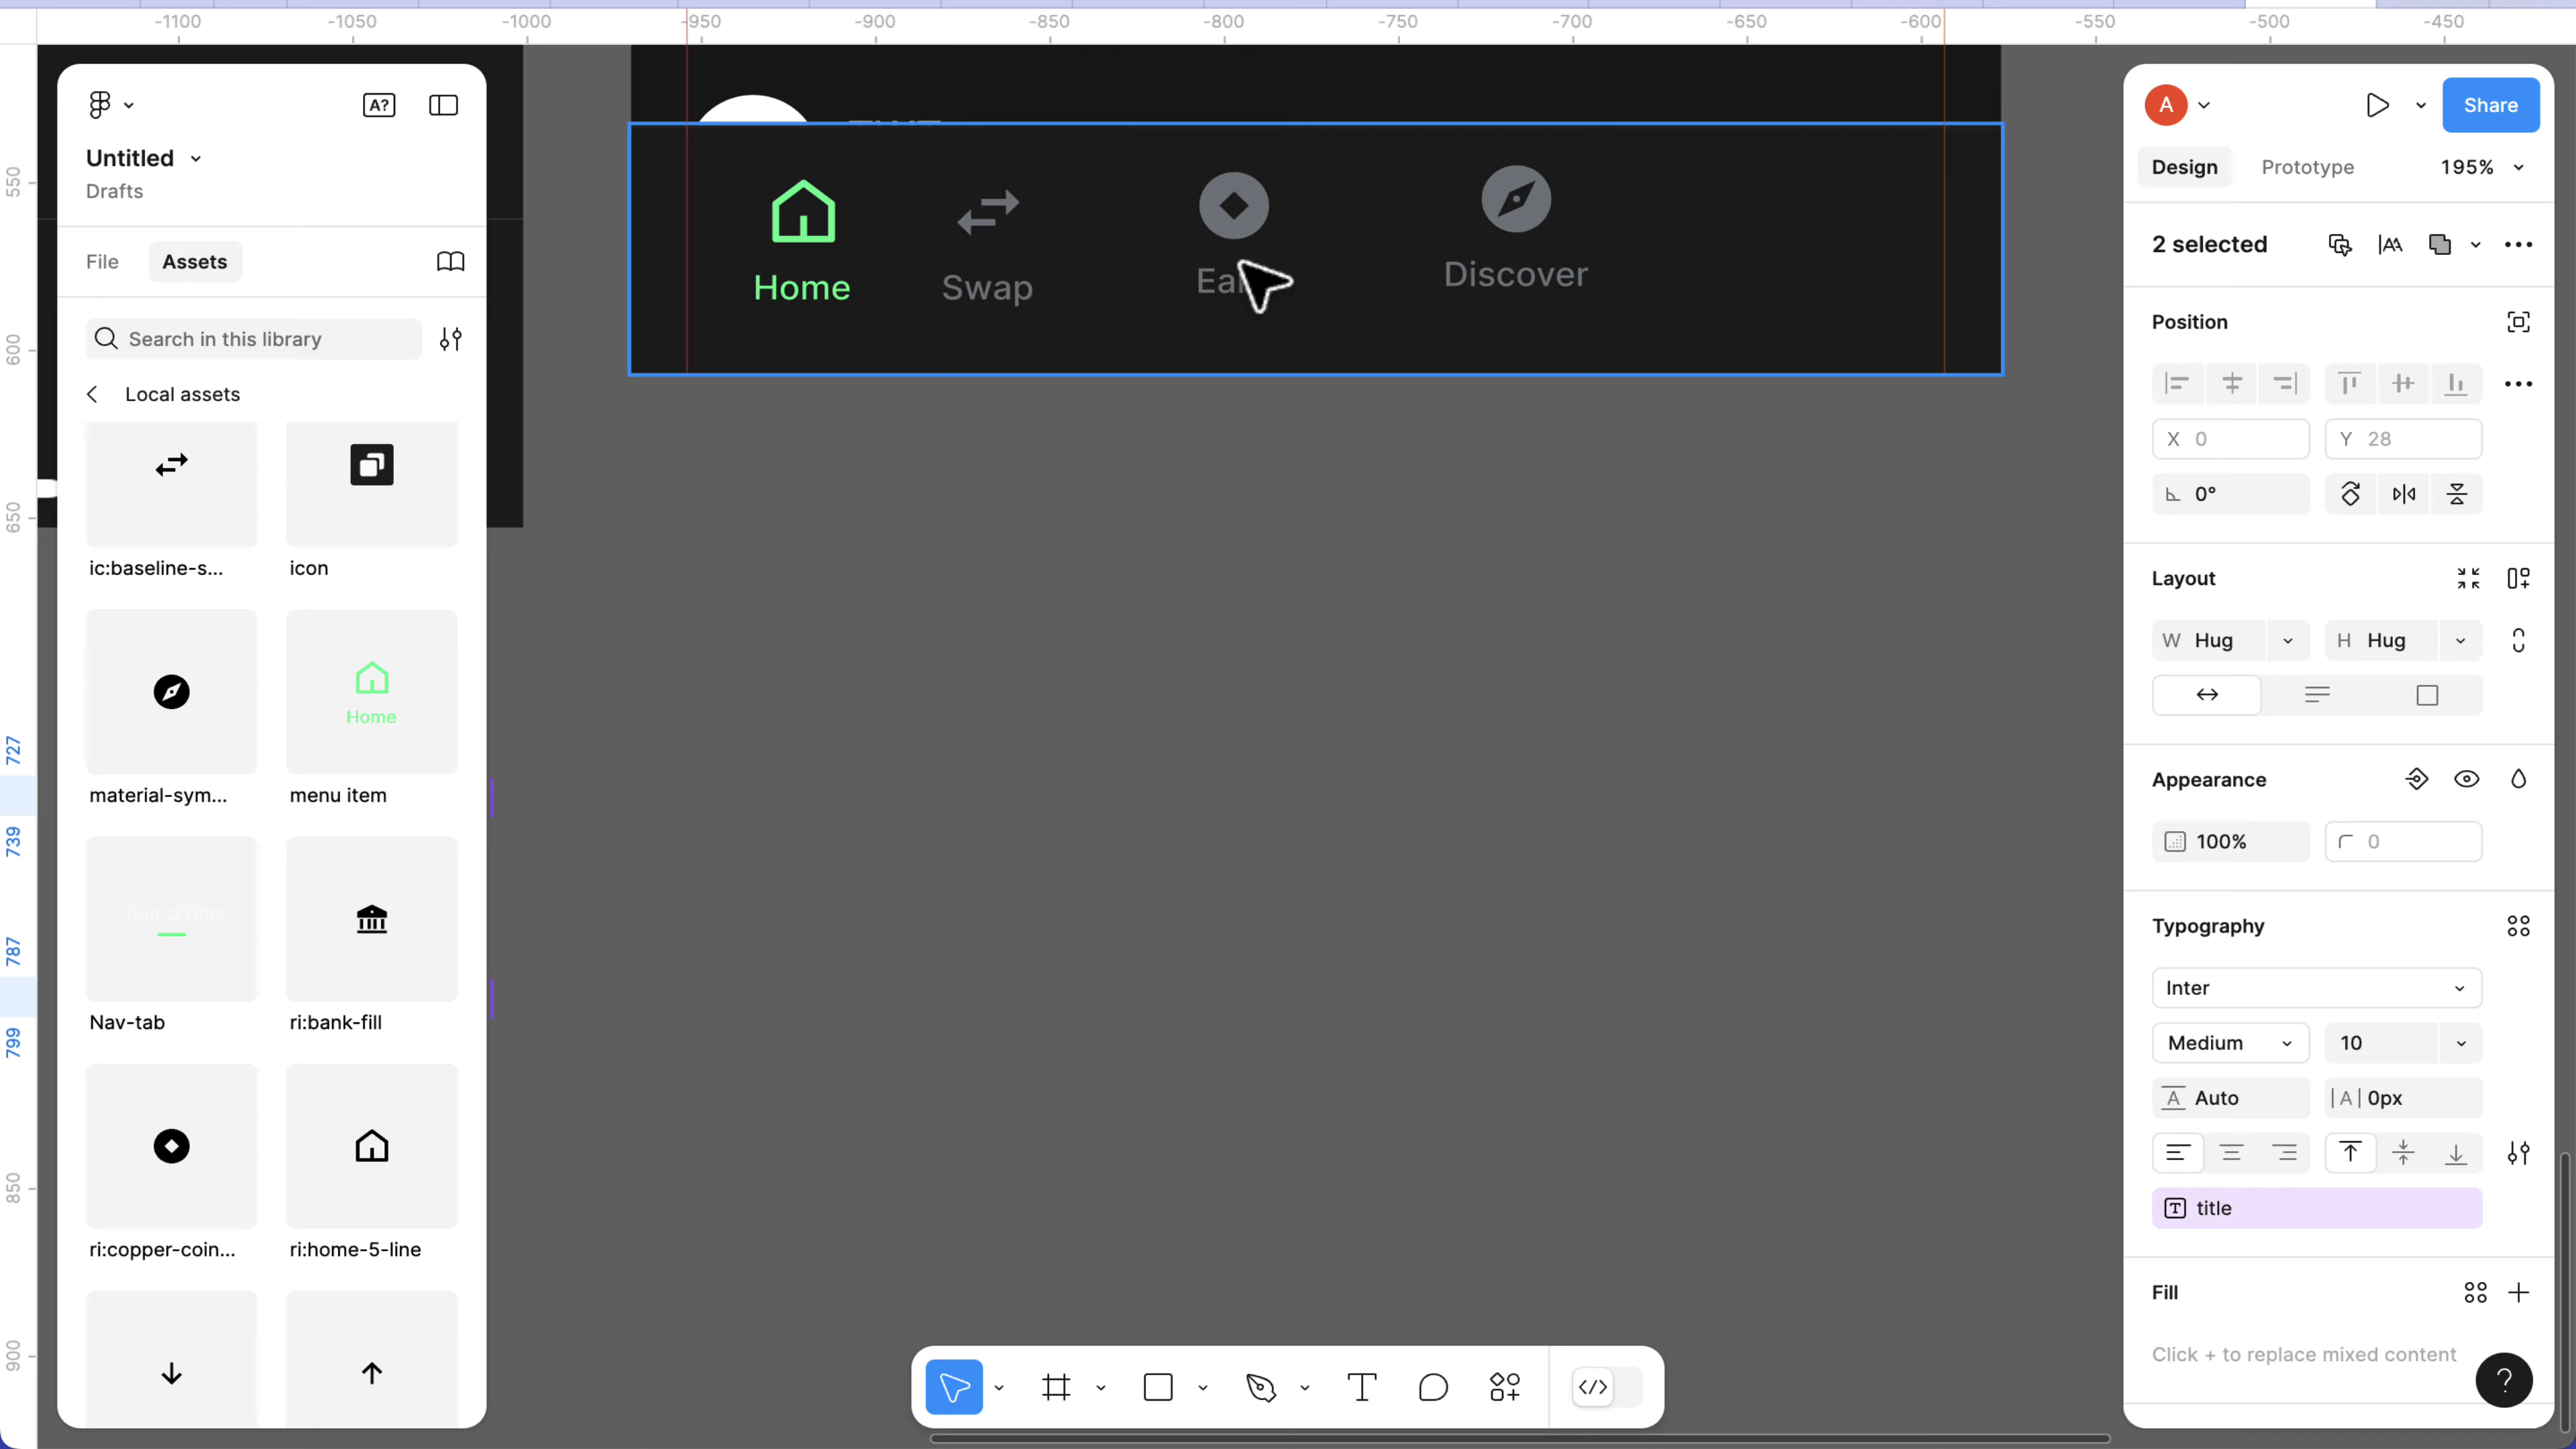 -1100 -1050 -1000 -950 -900 -850 -800 -750 -700 -650 -600 -550 -500 -450
550
600
650
727
739
787
799
850
900
A?
Untitled
Drafts
File Assets
Search in this library
Local assets
ic:baseline-s... icon
Home
material-sym... menu item
Your crypto
Nav-tab ri:bank-fill
ri:copper-coin... ri:home-5-line
Home Swap Discover
A Share
Design Prototype 195%
2 selected
Position
X 0 Y 28
0°
Layout
W Hug H Hug
Appearance
100% 0
Typography
Inter
Medium 10
A Auto |A| 0px
T title
Fill
Click + to replace mixed content
?